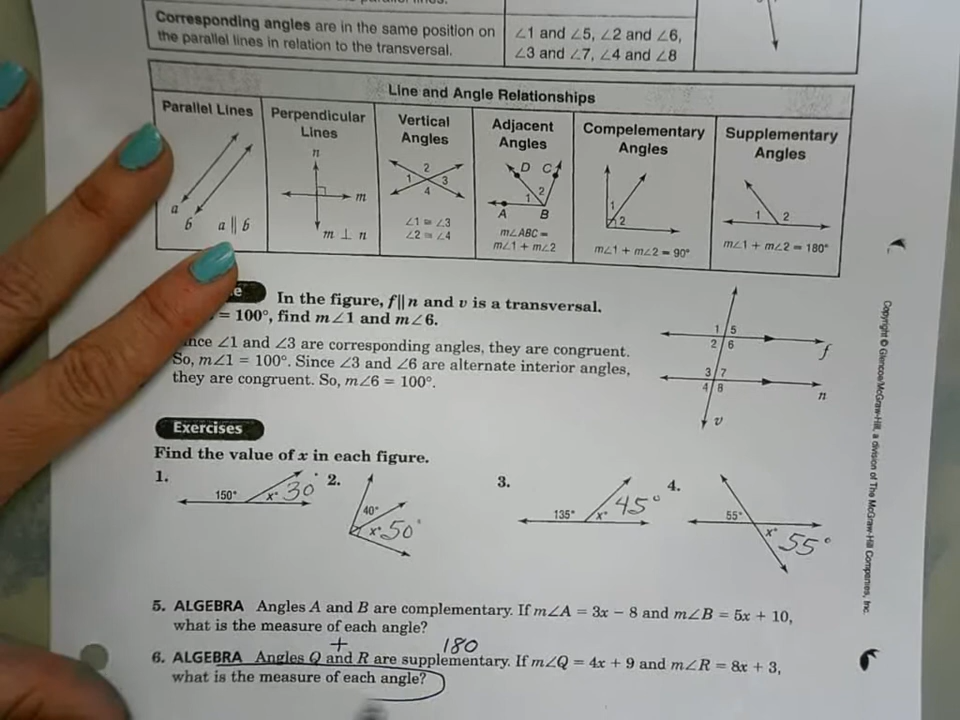 Corresponding angles are in the same position on
the parallel lines in relation to the transversal.
∠1 and ∠5, ∠2 and ∠6,
∠3 and ∠7, ∠4 and ∠8
Line and Angle Relationships
Parallel Lines
a
b
a ∥ b
Perpendicular
Lines
n
m
m ⊥ n
Vertical
Angles
2
1 3
4
∠1 ≅ ∠3
∠2 ≅ ∠4
Adjacent
Angles
D C
1 2
A B
m∠ABC =
m∠1 + m∠2
Compelementary
Angles
1
2
m∠1 + m∠2 = 90°
Supplementary
Angles
1 2
m∠1 + m∠2 = 180°
In the figure, f ∥ n and v is a transversal.
= 100°, find m∠1 and m∠6.
∠1 and ∠3 are corresponding angles, they are congruent.
So, m∠1 = 100°. Since ∠3 and ∠6 are alternate interior angles,
they are congruent. So, m∠6 = 100°.
1 5
2 6
f
3 7
4 8
n
v
Exercises
Find the value of x in each figure.
1.
150° x° 30°
2.
40°
x° 50°
3.
135° x° 45°
4.
55°
x° 55°
5. ALGEBRA Angles A and B are complementary. If m∠A = 3x − 8 and m∠B = 5x + 10,
what is the measure of each angle?
+ 180
6. ALGEBRA Angles Q and R are supplementary. If m∠Q = 4x + 9 and m∠R = 8x + 3,
what is the measure of each angle?
Copyright © Glencoe/McGraw-Hill, a division of The McGraw-Hill Companies, Inc.